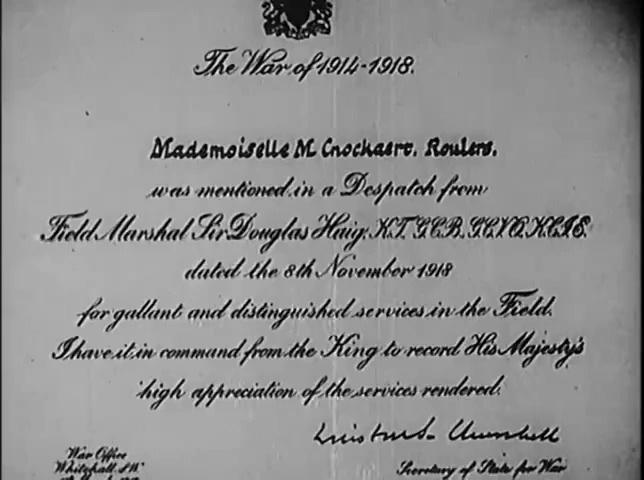 The War of 1914-1918.
Mademoiselle M. Cnockaert. Roulers.
was mentioned in a Despatch from
Field Marshal Sir Douglas Haig. K.T. G.C.B. G.C.V.O. K.C.I.E.
dated the 8th November 1918
for gallant and distinguished services in the Field.
I have it in command from the King to record His Majesty's
high appreciation of the services rendered.
Winston S. Churchill
War Office
Whitehall. S.W.
Secretary of State for War